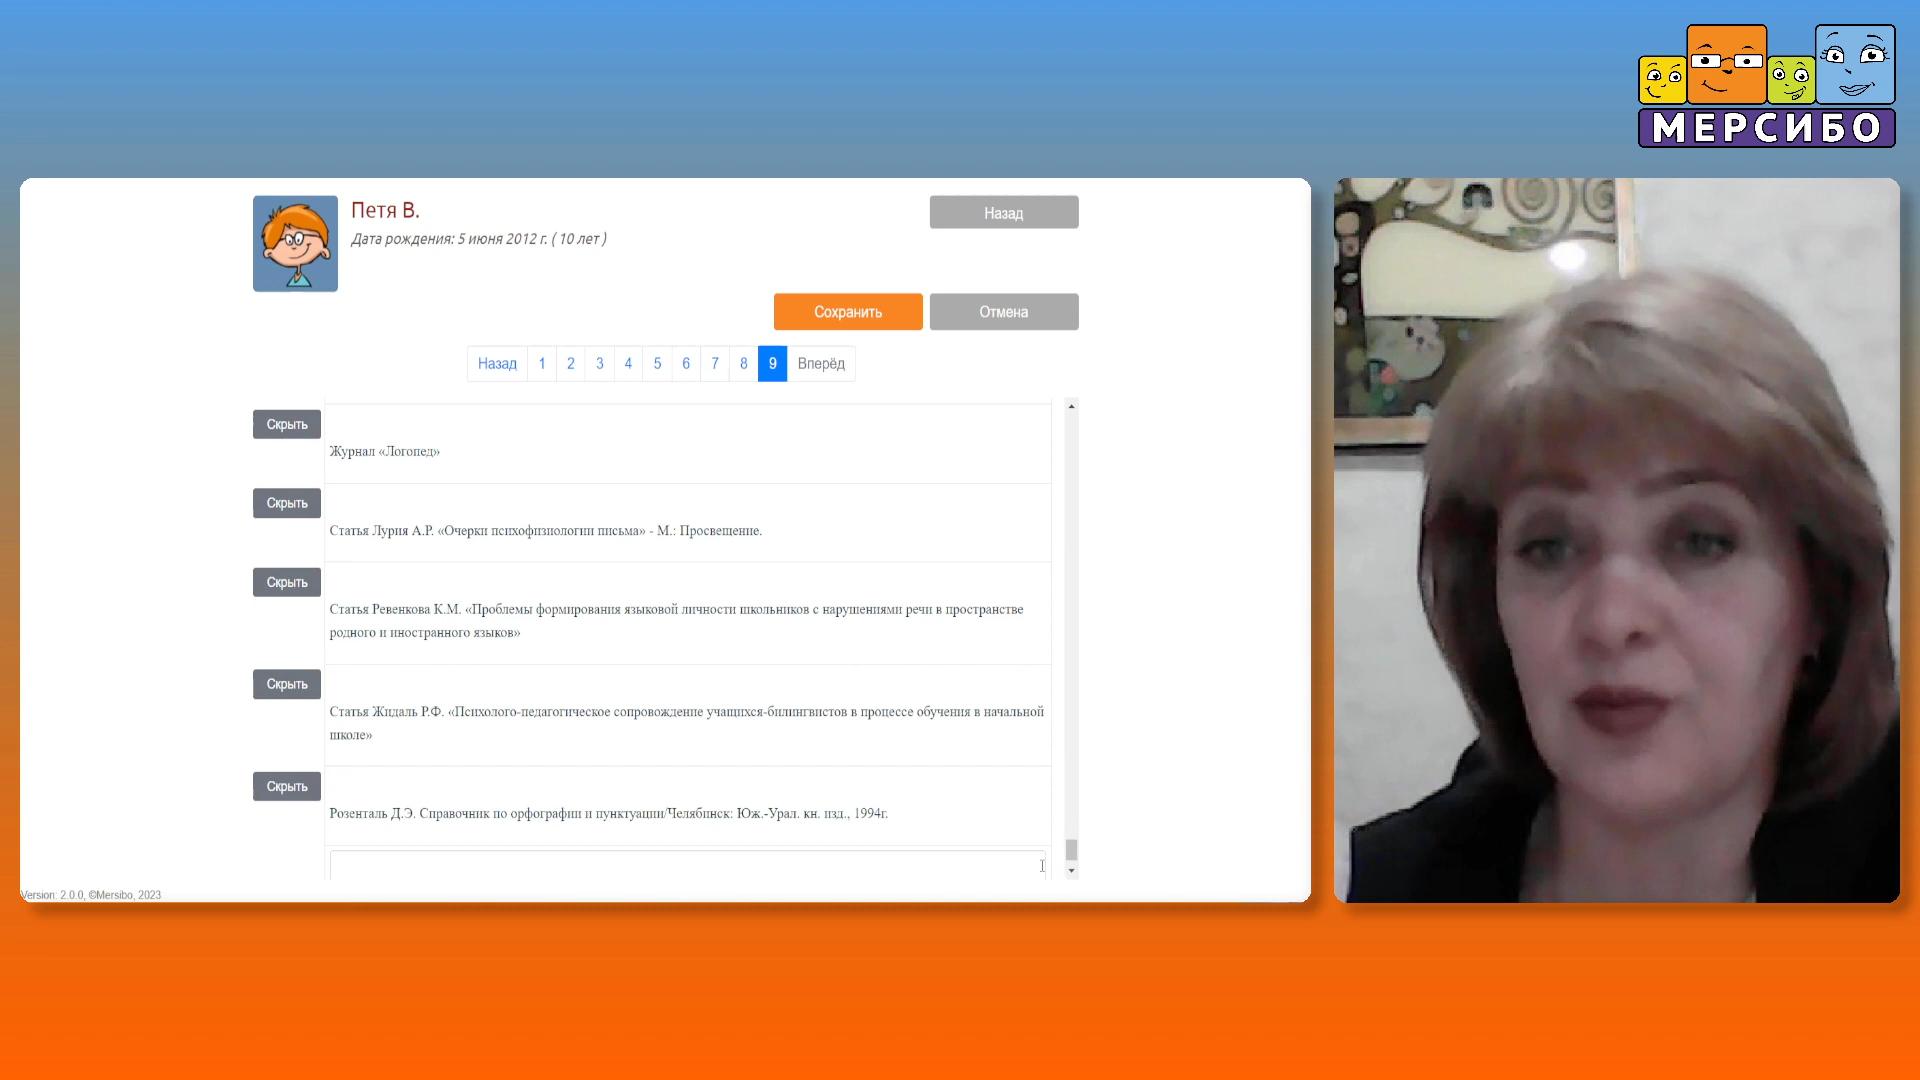 МЕРСИБО
Петя В.
Назад
Дата рождения: 5 июня 2012 г. ( 10 лет )
Сохранить
Отмена
Назад 1 2 3 4 5 6 7 8 9 Вперёд
Скрыть
Журнал «Логопед»
Скрыть
Статья Лурия А.Р. «Очерки психофизиологии письма» - М.: Просвещение.
Скрыть
Статья Ревенкова К.М. «Проблемы формирования языковой личности школьников с нарушениями речи в пространстве
родного и иностранного языков»
Скрыть
Статья Жидаль Р.Ф. «Психолого-педагогическое сопровождение учащихся-билингвистов в процессе обучения в начальной
школе»
Скрыть
Розенталь Д.Э. Справочник по орфографии и пунктуации/Челябинск: Юж.-Урал. кн. изд., 1994г.
Version: 2.0.0, ©Mersibo, 2023